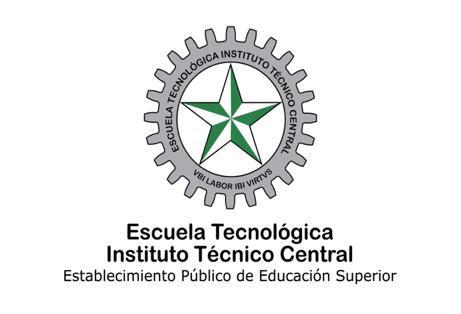 ESCUELA TECNOLÓGICA INSTITUTO TÉCNICO CENTRAL
VBI LABOR IBI VIRTVS
Escuela Tecnológica
Instituto Técnico Central
Establecimiento Público de Educación Superior